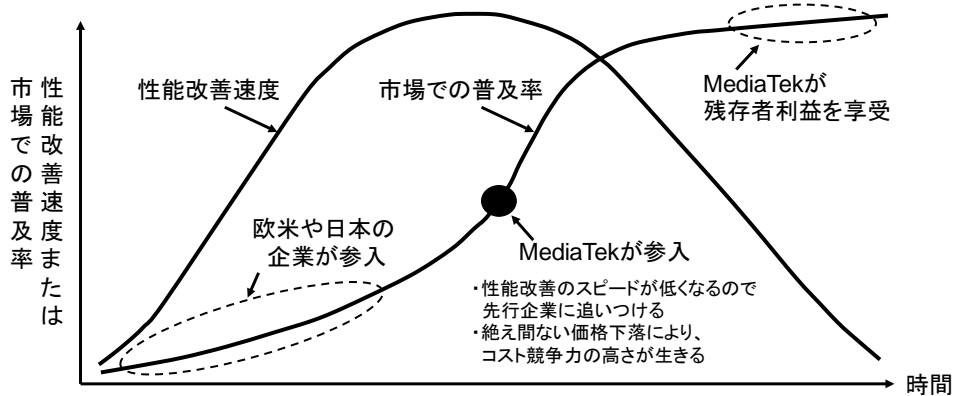 性能改善速度または
市場での普及率
性能改善速度
市場での普及率
MediaTekが
残存者利益を享受
欧米や日本の
企業が参入
MediaTekが参入
・性能改善のスピードが低くなるので
先行企業に追いつける
・絶え間ない価格下落により、
コスト競争力の高さが生きる
時間